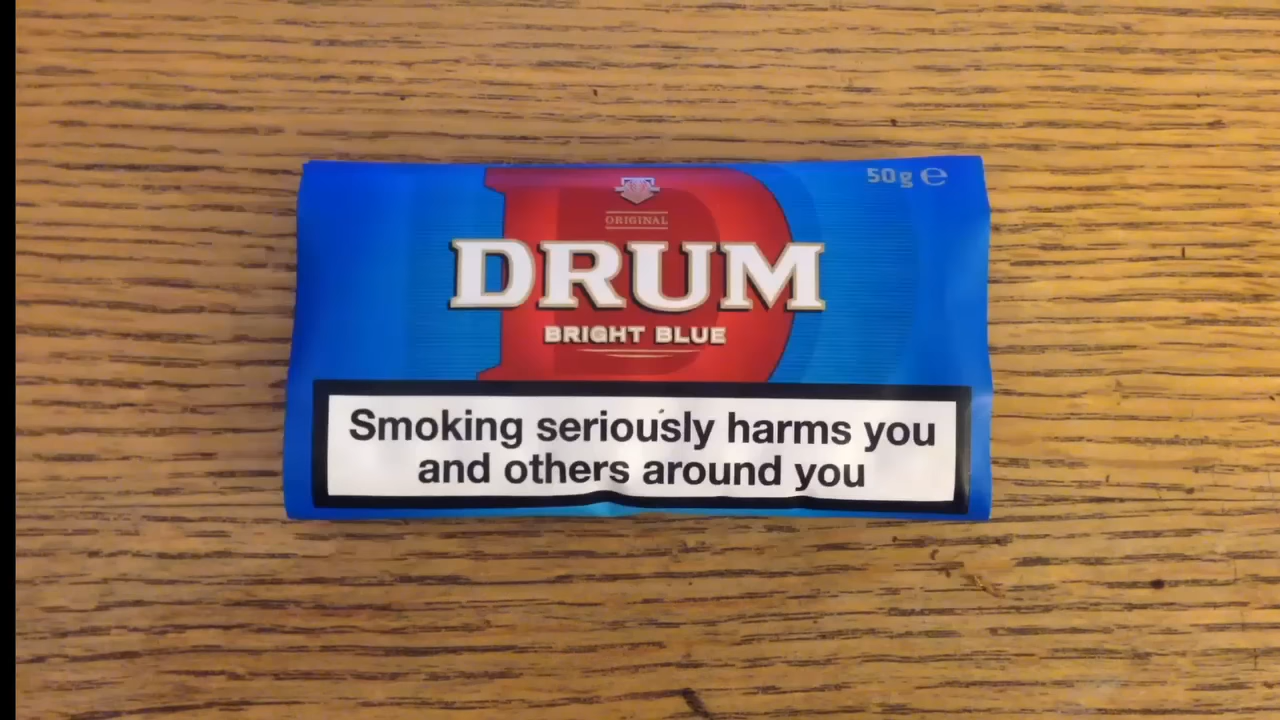 50g ℮
ORIGINAL
DRUM
BRIGHT BLUE
Smoking seriously harms you
and others around you